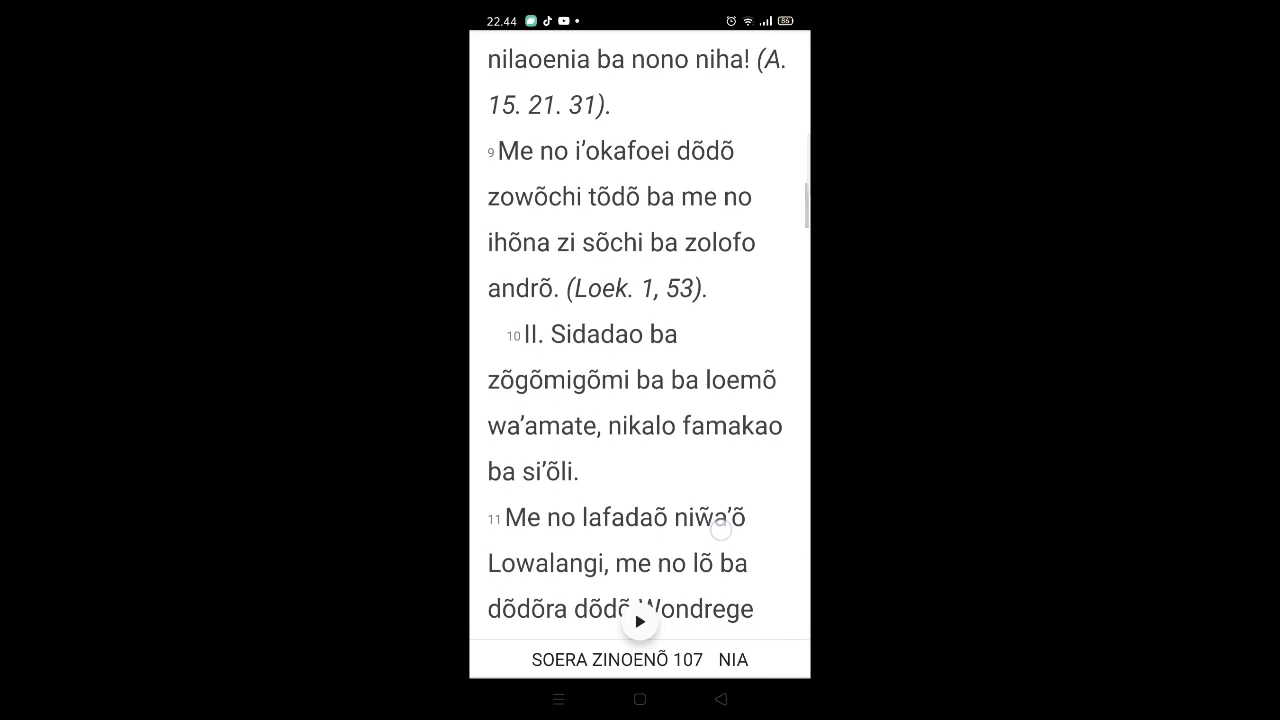 22.44
86
nilaoenia ba nono niha! (A.
15. 21. 31).
9 Me no i’okafoei dõdõ
zowõchi tõdõ ba me no
ihõna zi sõchi ba zolofo
andrõ. (Loek. 1, 53).
10 II. Sidadao ba
zõgõmigõmi ba ba loemõ
wa’amate, nikalo famakao
ba si’õli.
11 Me no lafadaõ niw̃a’õ
Lowalangi, me no lõ ba
dõdõra dõdõ Wondrege
SOERA ZINOENÕ 107 NIA